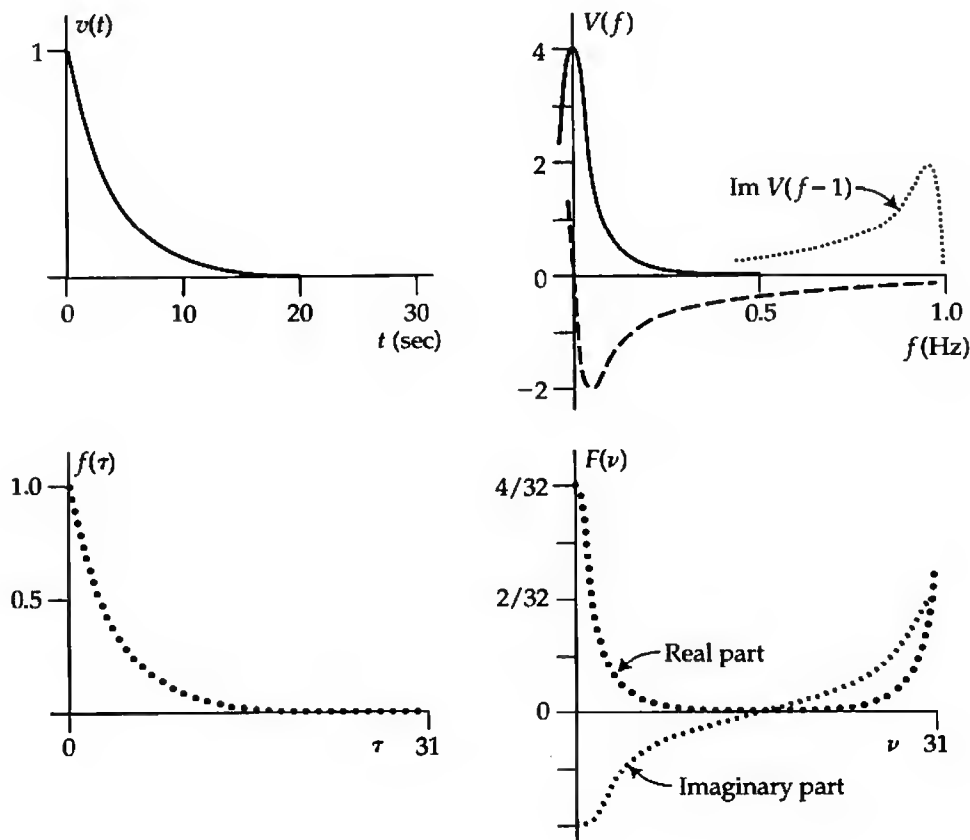 v(t)
1
0
10
20
30
t (sec)
V(f)
4
2
0
−2
Im V(f−1)
0.5
1.0
f (Hz)
f(τ)
1.0
0.5
0
τ
31
F(ν)
4/32
2/32
0
Real part
Imaginary part
ν
31